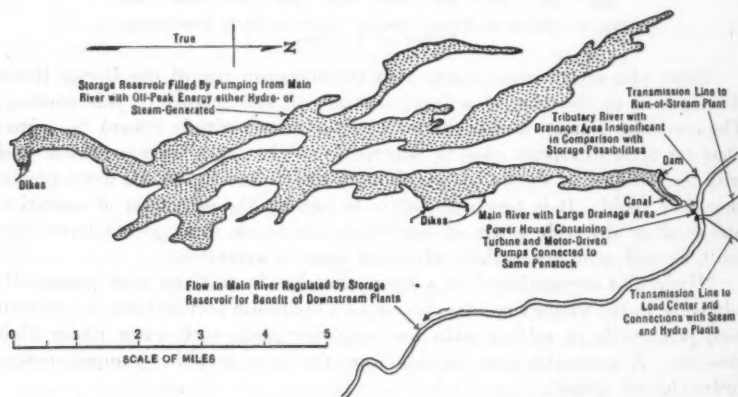 True
N
Storage Reservoir Filled By Pumping from Main
River with Off-Peak Energy either Hydro- or
Steam-Generated
Transmission Line to
Run-of-Stream Plant
Tributary River with
Drainage Area Insignificant
in Comparison with
Storage Possibilities
Dam
Dikes
Dikes
Canal
Main River with Large Drainage Area
Power House Containing
Turbine and Motor-Driven
Pumps Connected to
Same Penstock
Flow in Main River Regulated by Storage
Reservoir for Benefit of Downstream Plants
Transmission Line to
Load Center and
Connections with Steam
and Hydro Plants
0 1 2 3 4 5
SCALE OF MILES